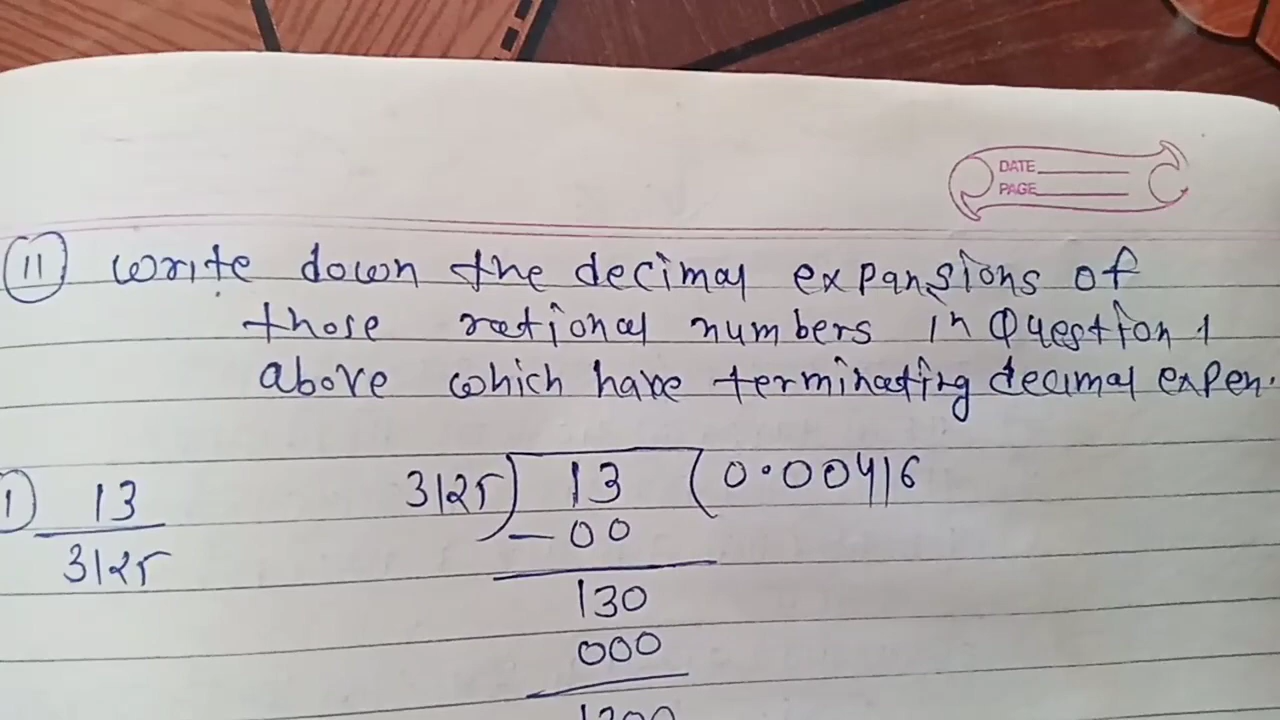 DATE
PAGE
11 write down the decimal expansions of
those rational numbers in Question 1
above which have terminating decimal expen.
1 13 3125) 13 (0.00416
3125 - 00
130
000
1300